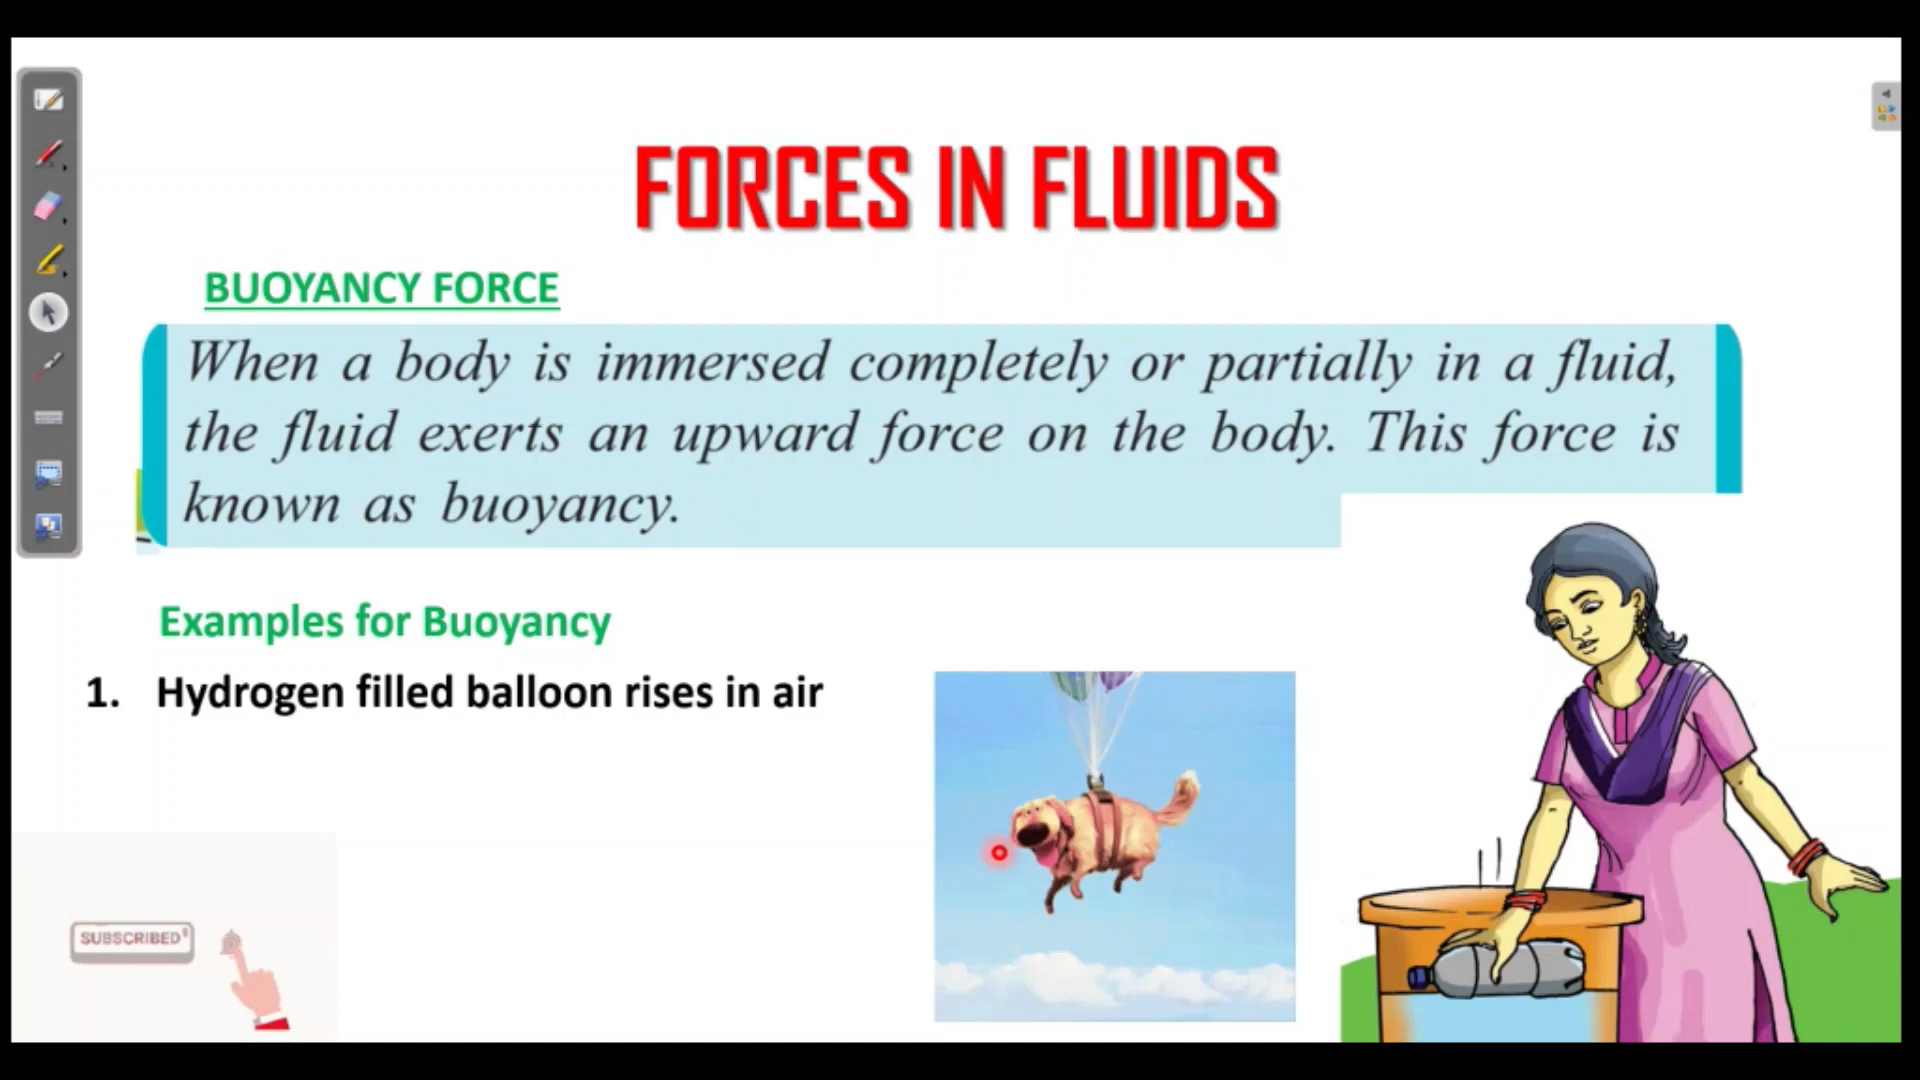 FORCES IN FLUIDS
BUOYANCY FORCE
When a body is immersed completely or partially in a fluid,
the fluid exerts an upward force on the body. This force is
known as buoyancy.
Examples for Buoyancy
1. Hydrogen filled balloon rises in air
SUBSCRIBED